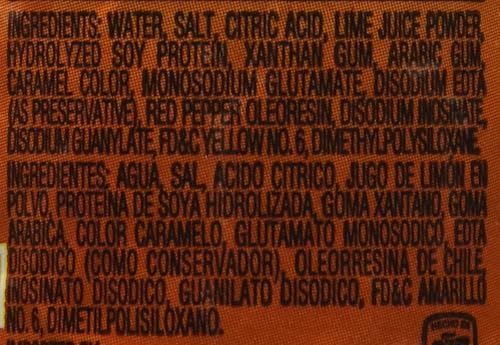 INGREDIENTS: WATER, SALT, CITRIC ACID, LIME JUICE POWDER,
HYDROLYZED SOY PROTEIN, XANTHAN GUM, ARABIC GUM,
CARAMEL COLOR, MONOSODIUM GLUTAMATE, DISODIUM EDTA
(AS PRESERVATIVE), RED PEPPER OLEORESIN, DISODIUM INOSINATE,
DISODIUM GUANYLATE, FD&C YELLOW NO. 6, DIMETHYLPOLYSILOXANE.
INGREDIENTES: AGUA, SAL, ACIDO CITRICO, JUGO DE LIMÓN EN
POLVO, PROTEINA DE SOYA HIDROLIZADA, GOMA XANTANO, GOMA
ARABICA, COLOR CARAMELO, GLUTAMATO MONOSODICO, EDTA
DISODICO (COMO CONSERVADOR), OLEORRESINA DE CHILE,
INOSINATO DISODICO, GUANILATO DISODICO, FD&C AMARILLO
NO. 6, DIMETILPOLISILOXANO.
HECHO EN